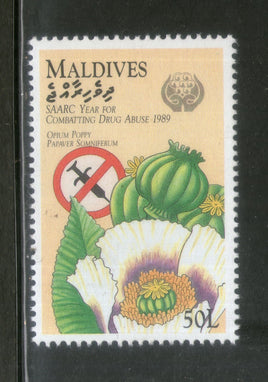 MALDIVES
ދިވެހިރާއްޖެ
SAARC YEAR FOR
COMBATTING DRUG ABUSE 1989
OPIUM POPPY
PAPAVER SOMNIFERUM
50L